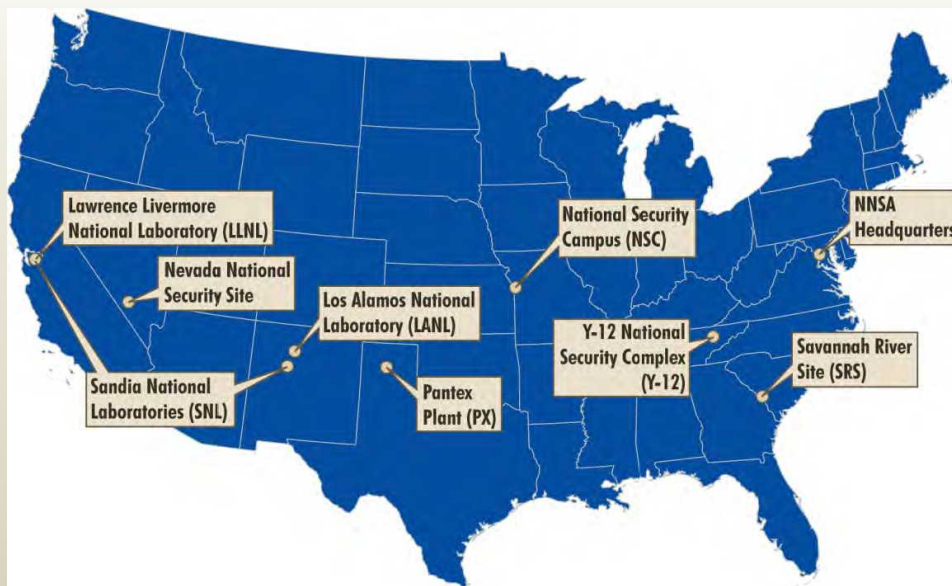 Lawrence Livermore
National Laboratory (LLNL)
Nevada National
Security Site
Los Alamos National
Laboratory (LANL)
Sandia National
Laboratories (SNL)
Pantex
Plant (PX)
National Security
Campus (NSC)
Y-12 National
Security Complex
(Y-12)
NNSA
Headquarters
Savannah River
Site (SRS)